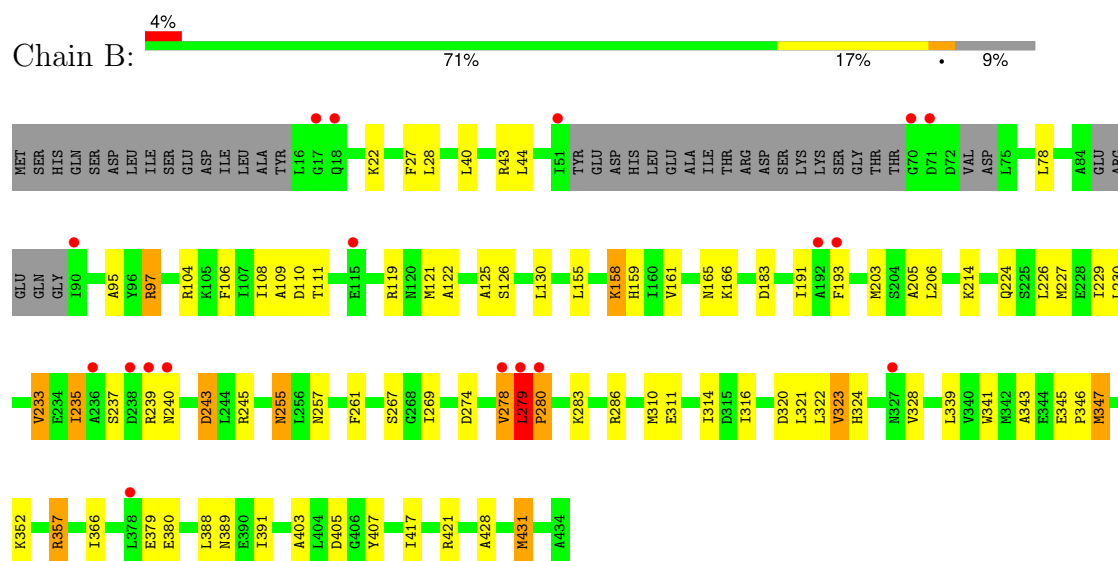 4%
Chain B:
71% 17% • 9%
MET SER HIS GLN SER ASP LEU ILE SER GLU ASP ILE LEU ALA TYR L16 G17 Q18 K22 F27 L28 L40 R43 L44 I51 TYR GLU ASP HIS LEU GLU ALA ILE THR ARG ASP SER LYS LYS SER GLY THR THR G70 D71 D72 VAL ASP L75 L78 A84 GLU ARG
GLU GLN GLY I90 A95 Y96 R97 R104 K105 F106 I107 I108 A109 D110 T111 E115 R119 N120 M121 A122 A125 S126 L130 L155 K158 H159 I160 V161 N165 K166 D183 I191 A192 F193 M203 S204 A205 L206 K214 Q224 S225 L226 M227 E228 I229 L230
V233 E234 I235 A236 S237 D238 R239 N240 D243 L244 R245 N255 L256 N257 F261 S267 G268 I269 D274 V278 L279 P280 K283 R286 M310 E311 I314 D315 I316 D320 L321 L322 V323 H324 N327 V328 L339 V340 W341 M342 A343 E344 E345 P346 M347
K352 R357 I366 L378 E379 E380 L388 N389 E390 I391 A403 L404 D405 G406 Y407 I417 R421 A428 M431 A434